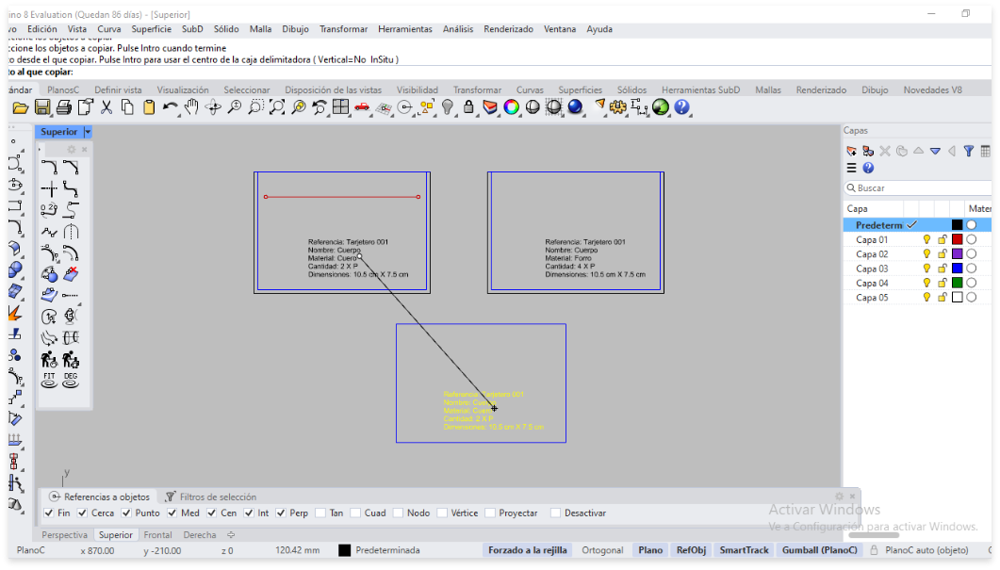 ino 8 Evaluation (Quedan 86 días) - [Superior]
vo Edición Vista Curva Superficie SubD Sólido Malla Dibujo Transformar Herramientas Análisis Renderizado Ventana Ayuda
ccione los objetos a copiar. Pulse Intro cuando termine
o desde el que copiar. Pulse Intro para usar el centro de la caja delimitadora ( Vertical=No InSitu )
to al que copiar:
ándar PlanosC Definir vista Visualización Seleccionar Disposición de las vistas Visibilidad Transformar Curvas Superficies Sólidos Herramientas SubD Mallas Renderizado Dibujo Novedades V8
Superior
Capas
Buscar
Capa Mater
Predeterm
Capa 01
Capa 02
Capa 03
Capa 04
Capa 05
FIT DEG
Referencia: Tarjetero 001
Nombre: Cuerpo
Material: Cuero
Cantidad: 2 X P
Dimensiones: 10.5 cm X 7.5 cm
Referencia: Tarjetero 001
Nombre: Cuerpo
Material: Forro
Cantidad: 4 X P
Dimensiones: 10.5 cm X 7.5 cm
Referencia: Tarjetero 001
Nombre: Cuerpo
Material: Cuero
Cantidad: 2 X P
Dimensiones: 10.5 cm X 7.5 cm
y
Referencias a objetos Filtros de selección
Fin Cerca Punto Med Cen Int Perp Tan Cuad Nodo Vértice Proyectar Desactivar
Activar Windows
Ve a Configuración para activar Windows.
Perspectiva Superior Frontal Derecha
PlanoC x 870.00 y -210.00 z 0 120.42 mm Predeterminada Forzado a la rejilla Ortogonal Plano RefObj SmartTrack Gumball (PlanoC) PlanoC auto (objeto)